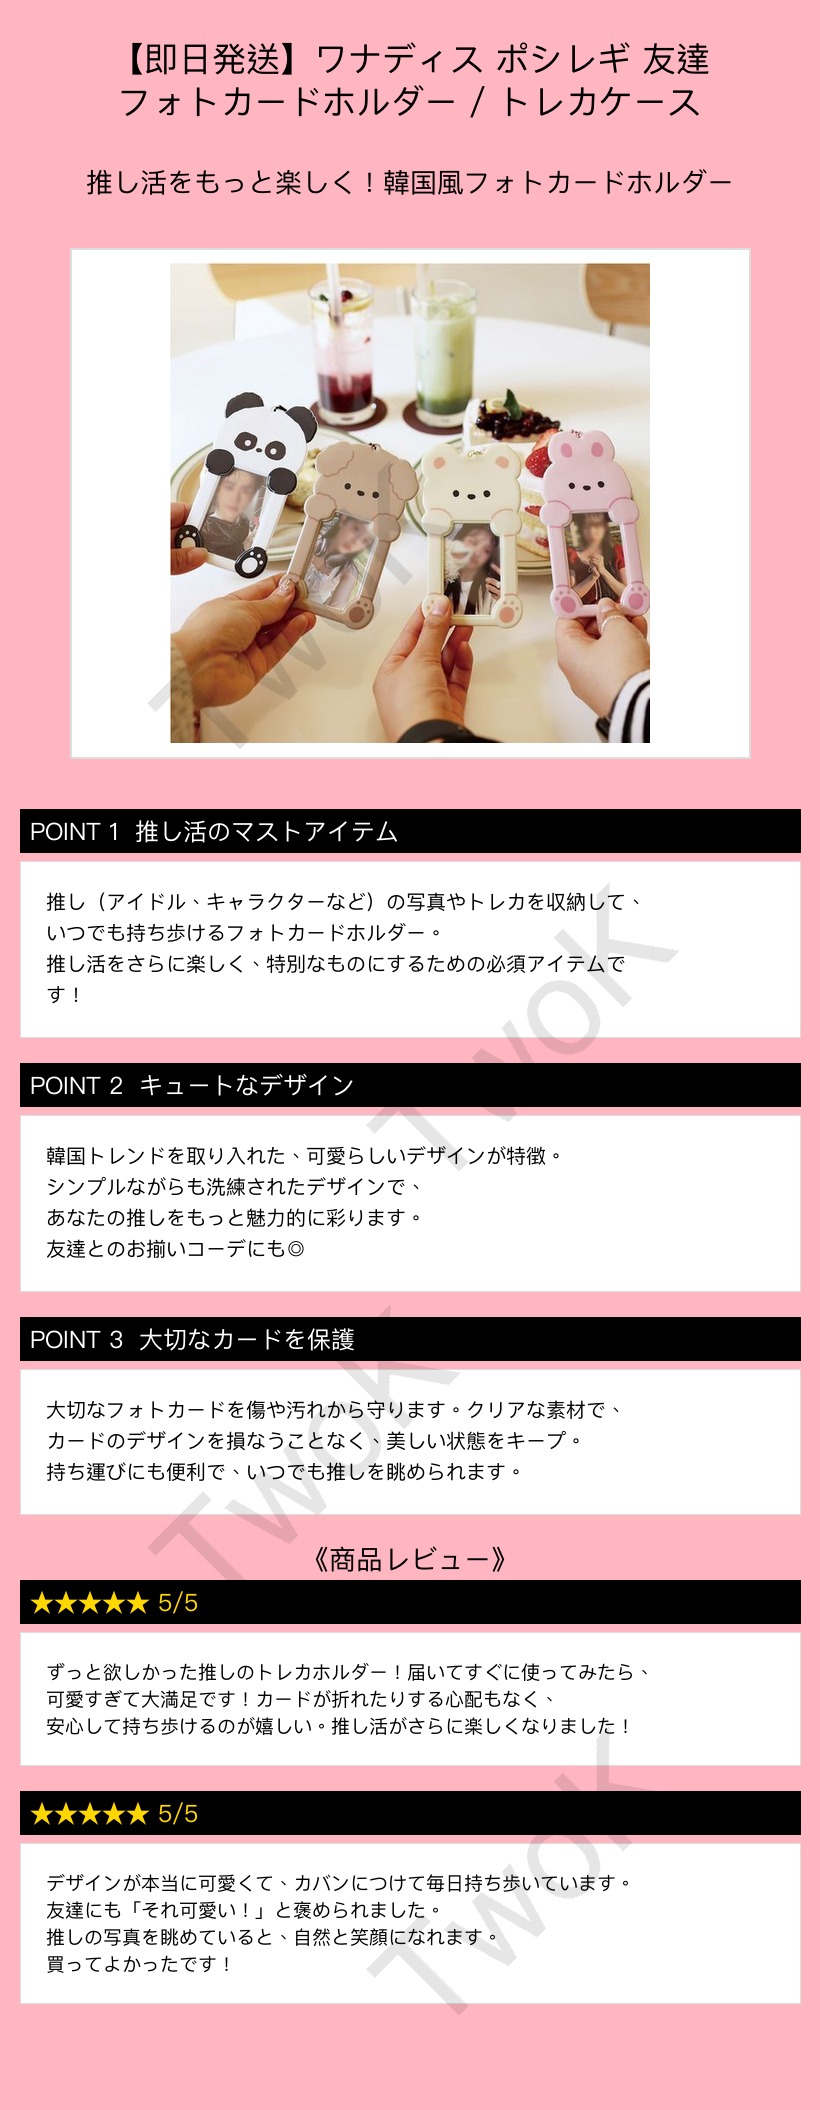 【即日発送】ワナディス ポシレギ 友達
フォトカードホルダー / トレカケース
推し活をもっと楽しく！韓国風フォトカードホルダー
POINT 1 推し活のマストアイテム
推し（アイドル、キャラクターなど）の写真やトレカを収納して、
いつでも持ち歩けるフォトカードホルダー。
推し活をさらに楽しく、特別なものにするための必須アイテムで
す！
POINT 2 キュートなデザイン
韓国トレンドを取り入れた、可愛らしいデザインが特徴。
シンプルながらも洗練されたデザインで、
あなたの推しをもっと魅力的に彩ります。
友達とのお揃いコーデにも◎
POINT 3 大切なカードを保護
大切なフォトカードを傷や汚れから守ります。クリアな素材で、
カードのデザインを損なうことなく、美しい状態をキープ。
持ち運びにも便利で、いつでも推しを眺められます。
《商品レビュー》
★★★★★ 5/5
ずっと欲しかった推しのトレカホルダー！届いてすぐに使ってみたら、
可愛すぎて大満足です！カードが折れたりする心配もなく、
安心して持ち歩けるのが嬉しい。推し活がさらに楽しくなりました！
★★★★★ 5/5
デザインが本当に可愛くて、カバンにつけて毎日持ち歩いています。
友達にも「それ可愛い！」と褒められました。
推しの写真を眺めていると、自然と笑顔になれます。
買ってよかったです！
TwoK
TwoK
TwoK
TwoK